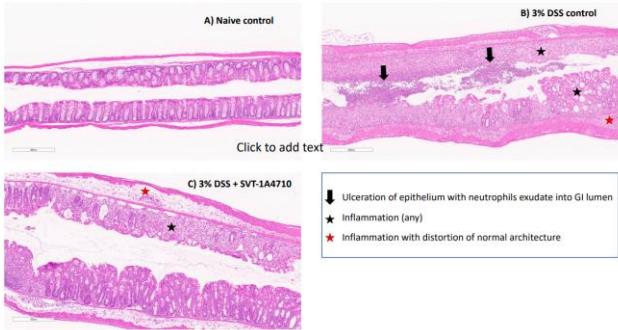 A) Naive control
B) 3% DSS control
Click to add text
C) 3% DSS + SVT-1A4710
Ulceration of epithelium with neutrophils exudate into GI lumen
Inflammation (any)
Inflammation with distortion of normal architecture